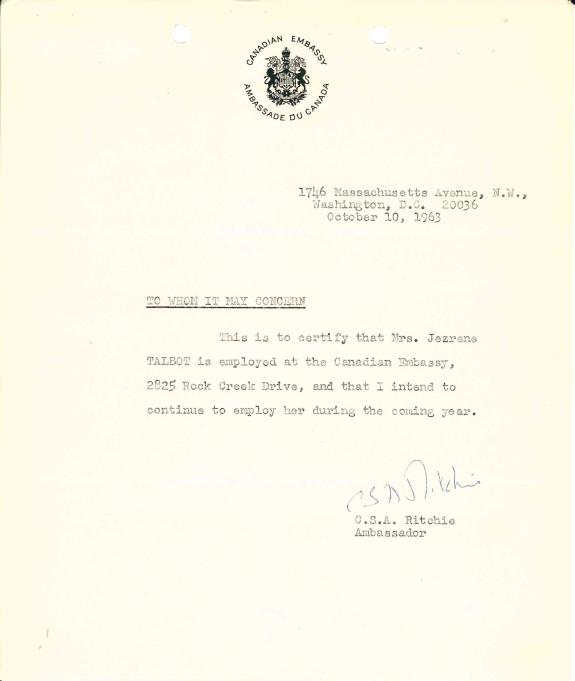 CANADIAN EMBASSY
AMBASSADE DU CANADA
1746 Massachusetts Avenue, N.W.,
Washington, D.C. 20036
October 10, 1963
TO WHOM IT MAY CONCERN
This is to certify that Mrs. Jezrene
TALBOT is employed at the Canadian Embassy,
2825 Rock Creek Drive, and that I intend to
continue to employ her during the coming year.
CSA Ritchie
C.S.A. Ritchie
Ambassador